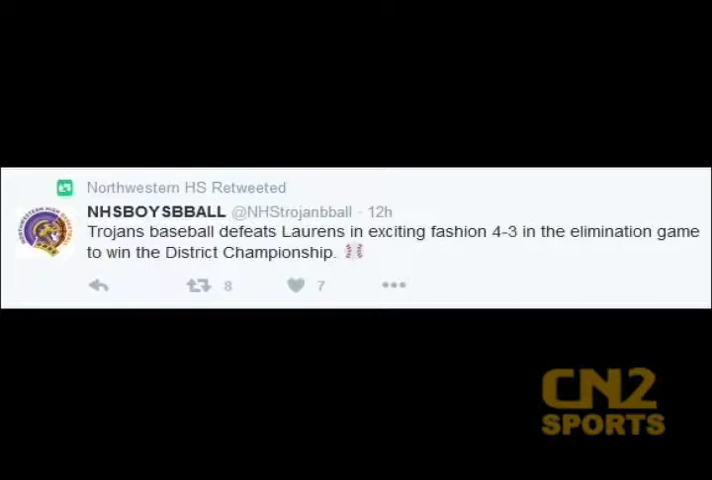 Northwestern HS Retweeted
NHSBOYSBBALL @NHStrojanbball · 12h
Trojans baseball defeats Laurens in exciting fashion 4-3 in the elimination game
to win the District Championship.
8 7
CN2
SPORTS